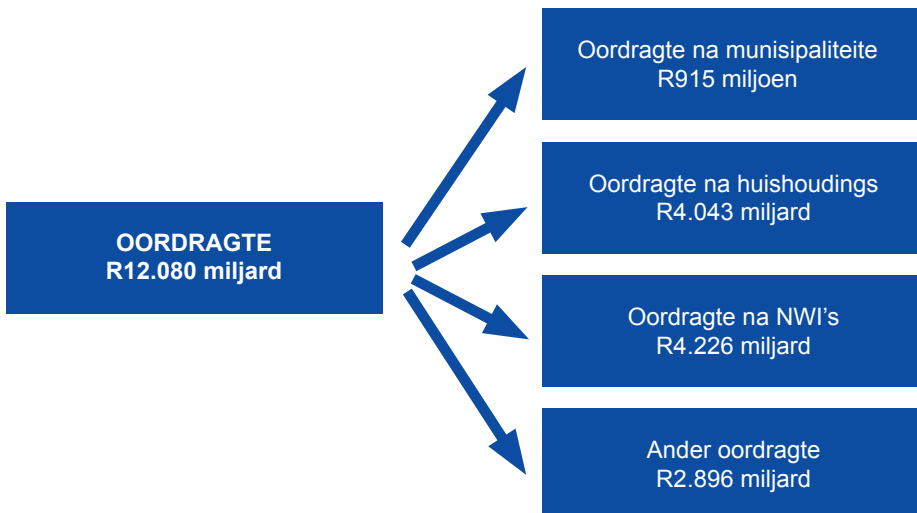 Oordragte na munisipaliteite
R915 miljoen
Oordragte na huishoudings
R4.043 miljard
OORDRAGTE
R12.080 miljard
Oordragte na NWI's
R4.226 miljard
Ander oordragte
R2.896 miljard